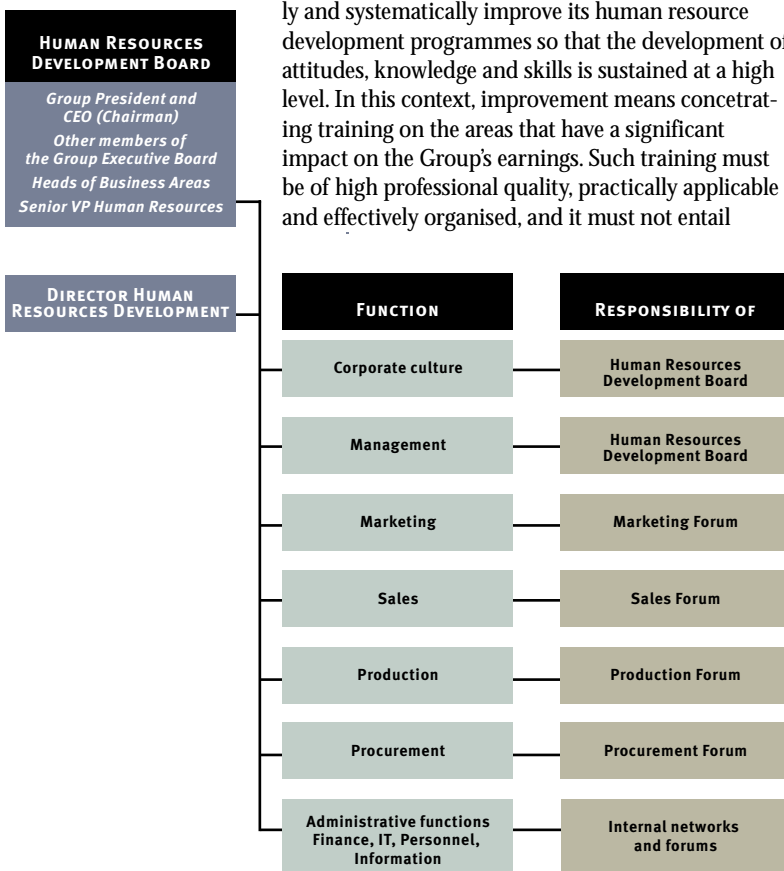 ly and systematically improve its human resource
development programmes so that the development of
attitudes, knowledge and skills is sustained at a high
level. In this context, improvement means concetrat-
ing training on the areas that have a significant
impact on the Group's earnings. Such training must
be of high professional quality, practically applicable
and effectively organised, and it must not entail
HUMAN RESOURCES
DEVELOPMENT BOARD
Group President and
CEO (Chairman)
Other members of
the Group Executive Board
Heads of Business Areas
Senior VP Human Resources
DIRECTOR HUMAN
RESOURCES DEVELOPMENT
FUNCTION
RESPONSIBILITY OF
Corporate culture
Human Resources
Development Board
Management
Human Resources
Development Board
Marketing
Marketing Forum
Sales
Sales Forum
Production
Production Forum
Procurement
Procurement Forum
Administrative functions
Finance, IT, Personnel,
Information
Internal networks
and forums